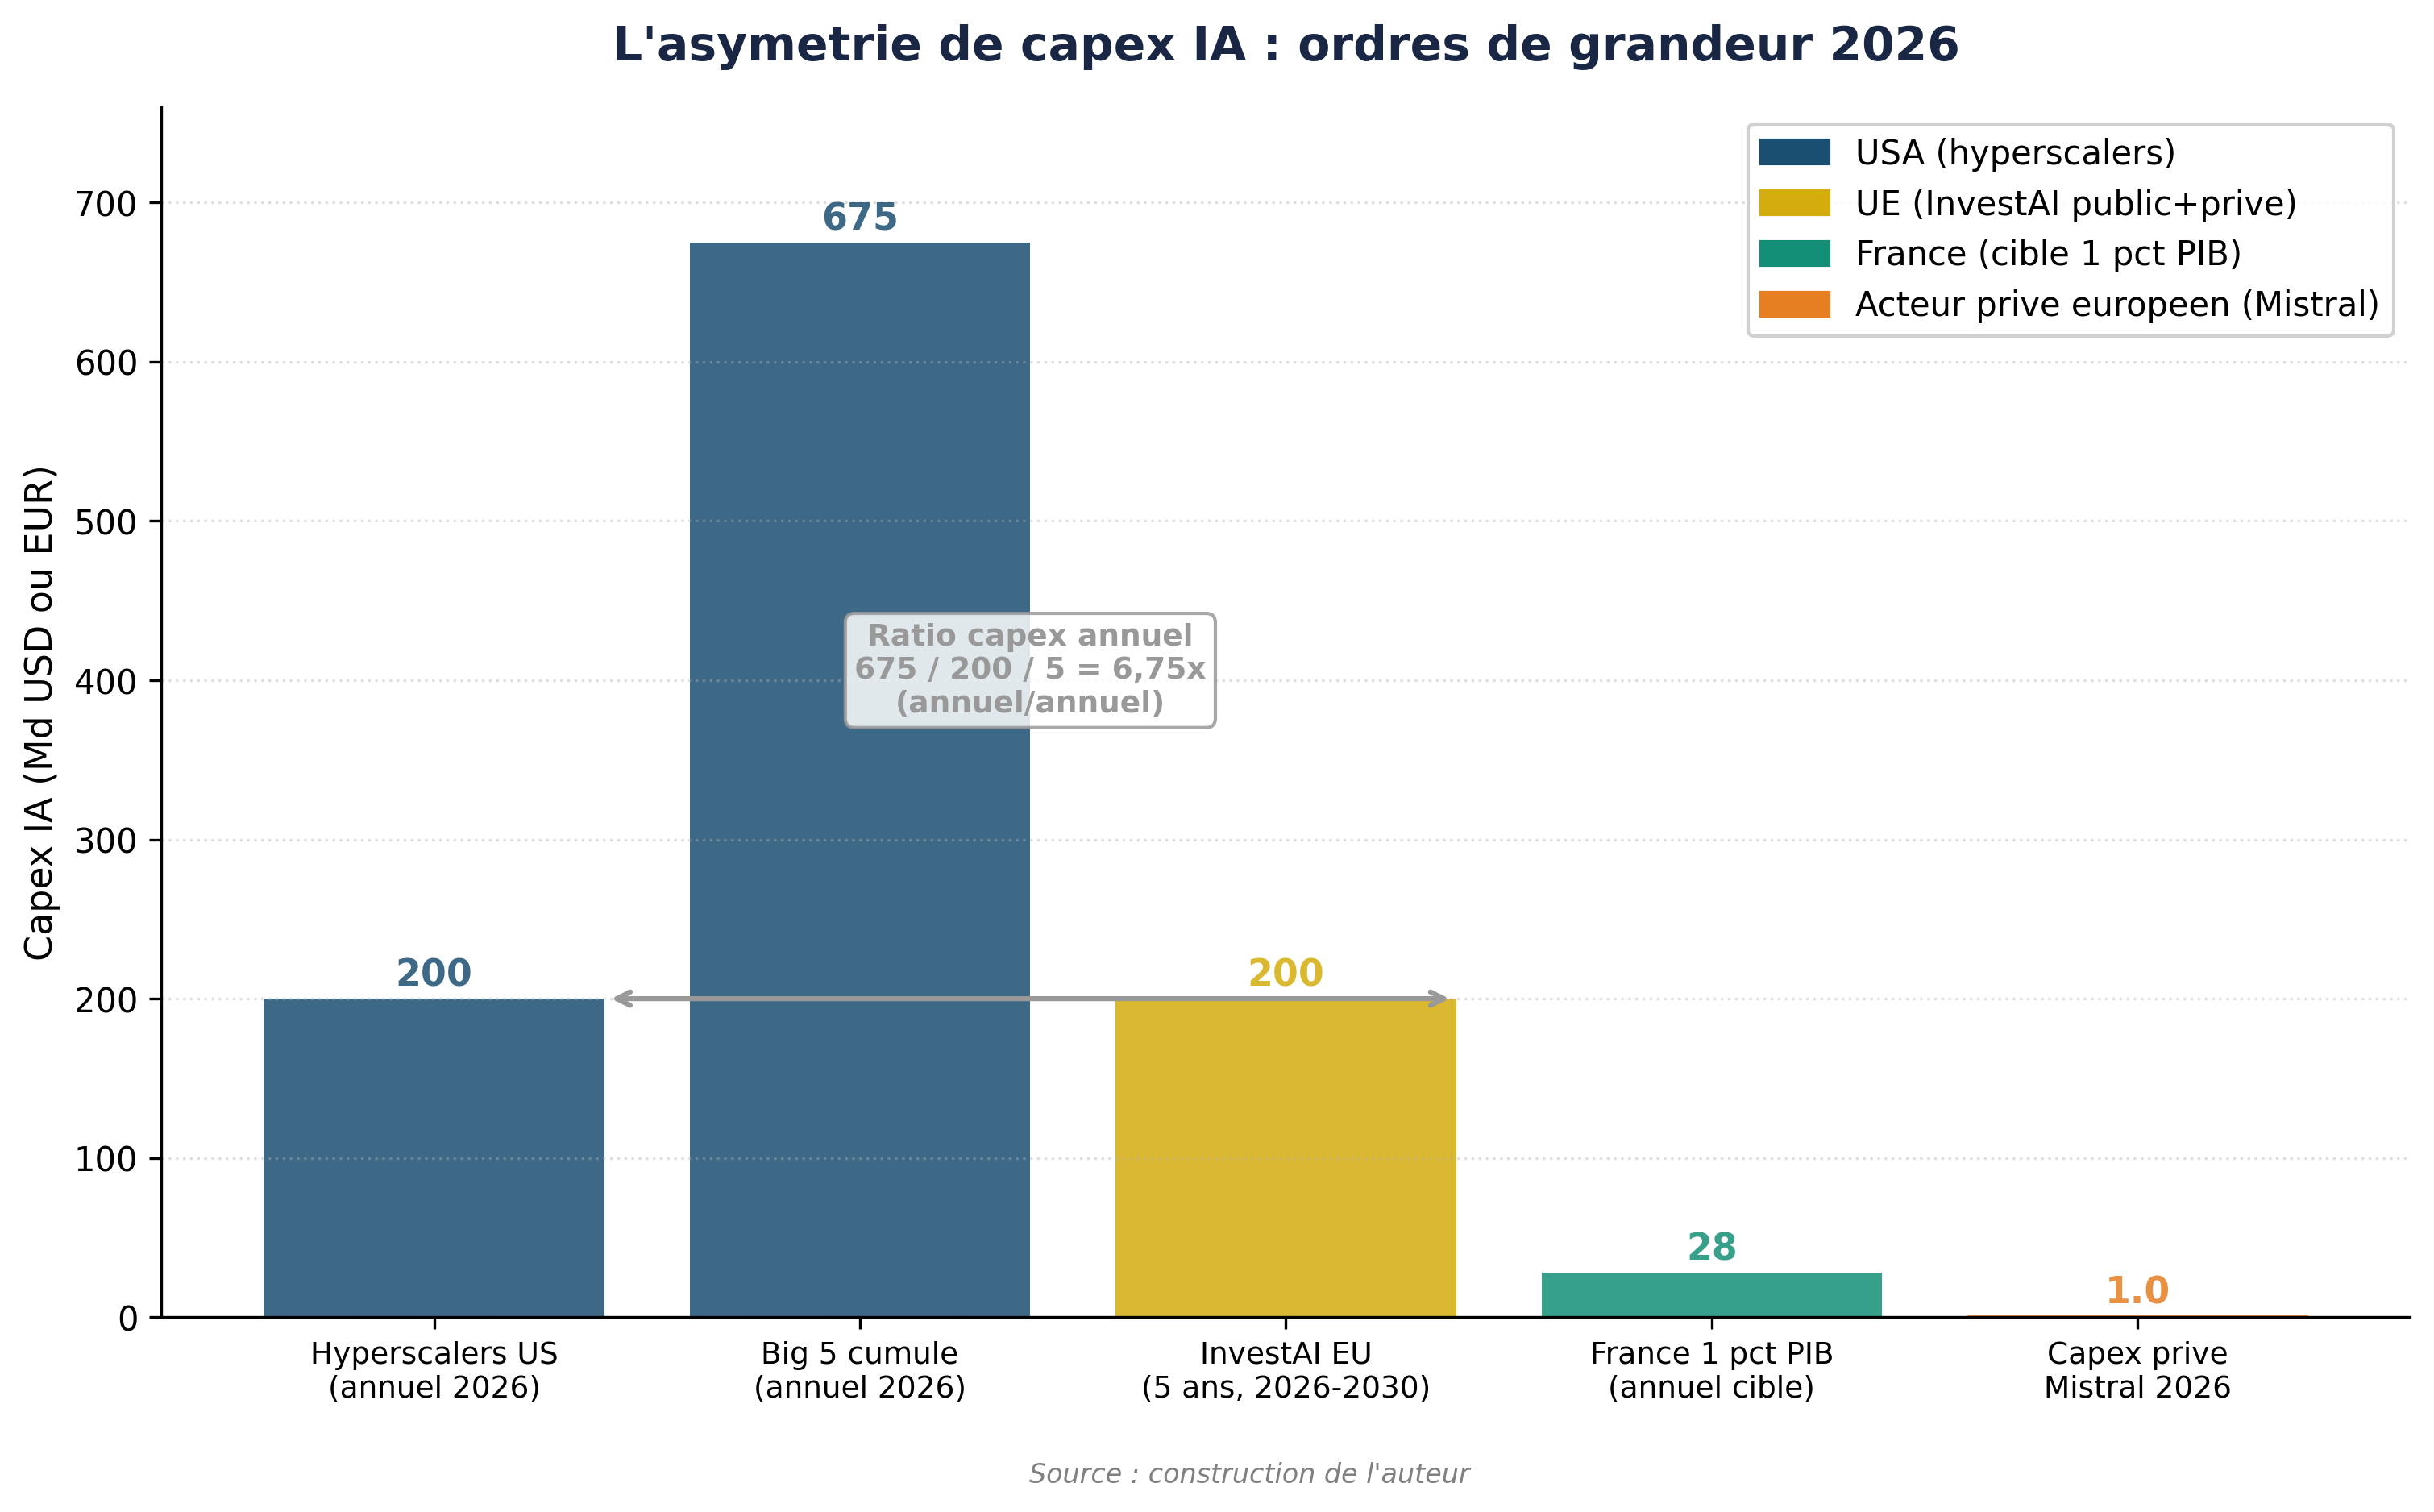 L'asymetrie de capex IA : ordres de grandeur 2026
Capex IA (Md USD ou EUR)
700
600
500
400
300
200
100
0
USA (hyperscalers)
UE (InvestAI public+prive)
France (cible 1 pct PIB)
Acteur prive europeen (Mistral)
200
675
200
28
1.0
Ratio capex annuel
675 / 200 / 5 = 6,75x
(annuel/annuel)
Hyperscalers US
(annuel 2026)
Big 5 cumule
(annuel 2026)
InvestAI EU
(5 ans, 2026-2030)
France 1 pct PIB
(annuel cible)
Capex prive
Mistral 2026
Source : construction de l'auteur